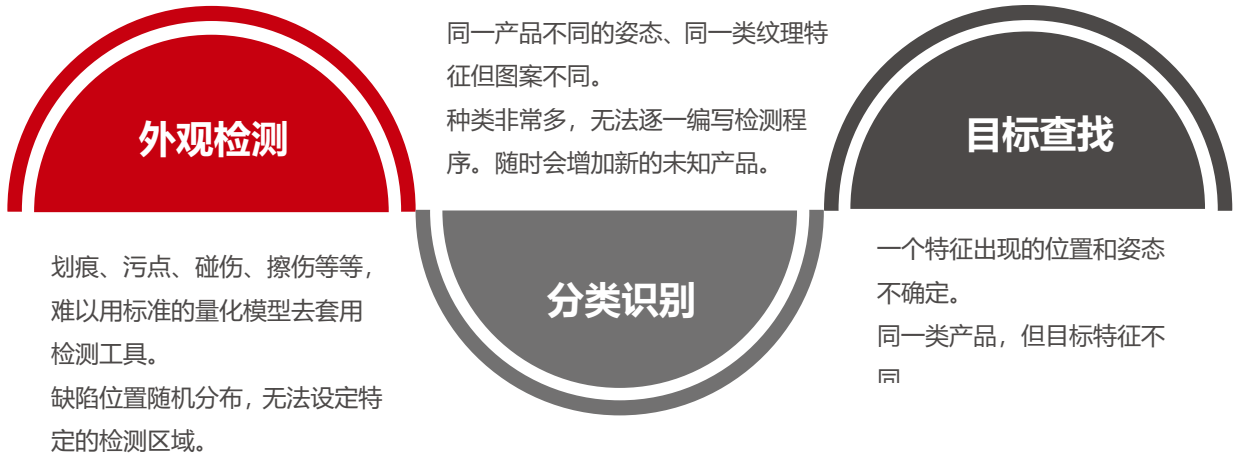 外观检测
划痕、污点、碰伤、擦伤等等，
难以用标准的量化模型去套用
检测工具。
缺陷位置随机分布，无法设定特
定的检测区域。
同一产品不同的姿态、同一类纹理特
征但图案不同。
种类非常多，无法逐一编写检测程
序。随时会增加新的未知产品。
分类识别
目标查找
一个特征出现的位置和姿态
不确定。
同一类产品，但目标特征不
同